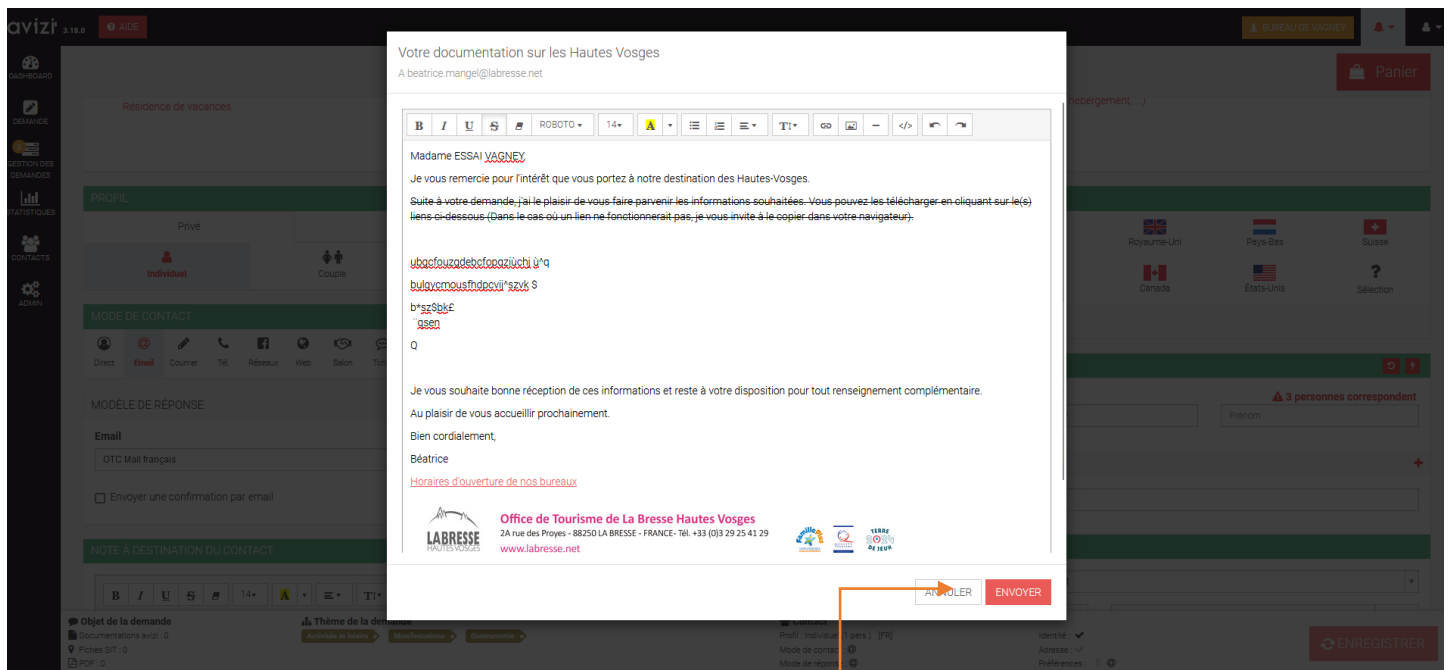 avizi 3.18.0
AIDE
BUREAU DE VAGNEY
DASHBOARD
DEMANDE
GESTION DES DEMANDES
STATISTIQUES
CONTACTS
ADMIN
Panier
Résidence de vacances
hébergement, ...)
Votre documentation sur les Hautes Vosges
A beatrice.mangel@labresse.net
B I U S ROBOTO 14 A T
Madame ESSAI VAGNEY,
Je vous remercie pour l'intérêt que vous portez à notre destination des Hautes-Vosges.
Suite à votre demande, j'ai le plaisir de vous faire parvenir les informations souhaitées. Vous pouvez les télécharger en cliquant sur le(s)
liens ci-dessous (Dans le cas où un lien ne fonctionnerait pas, je vous invite à le copier dans votre navigateur).
ubgcfouzgdebcfopgziùchj ù^q
bulgycmousfhdpcvij^szvk $
b*sz$bk£
¨gsen
Q
Je vous souhaite bonne réception de ces informations et reste à votre disposition pour tout renseignement complémentaire.
Au plaisir de vous accueillir prochainement.
Bien cordialement,
Béatrice
Horaires d'ouverture de nos bureaux
LABRESSE
HAUTES VOSGES
Office de Tourisme de La Bresse Hautes Vosges
2A rue des Proyes - 88250 LA BRESSE - FRANCE- Tél. +33 (0)3 29 25 41 29
www.labresse.net
Famille Plus
TERRE
2024
DE JEUX
ANNULER
ENVOYER
PROFIL
Privé
Individuel
Couple
Royaume-Uni
Pays-Bas
Suisse
Canada
États-Unis
Sélection
MODE DE CONTACT
Direct Email Courrier Tél. Réseaux Web Salon
MODÈLE DE RÉPONSE
Email
OTC Mail français
Envoyer une confirmation par email
3 personnes correspondent
Prénom
NOTE À DESTINATION DU CONTACT
B I U S 14 A T
Objet de la demande
Documentations avizi : 0
Fiches SIT : 0
PDF : 0
Thème de la demande
Activités et loisirs
Manifestations
Gastronomie
Contact
Profil : Individuel (1 pers.) [FR]
Mode de contact : @
Mode de réponse : @
Identité :
Adresse :
Préférences :
ENREGISTRER